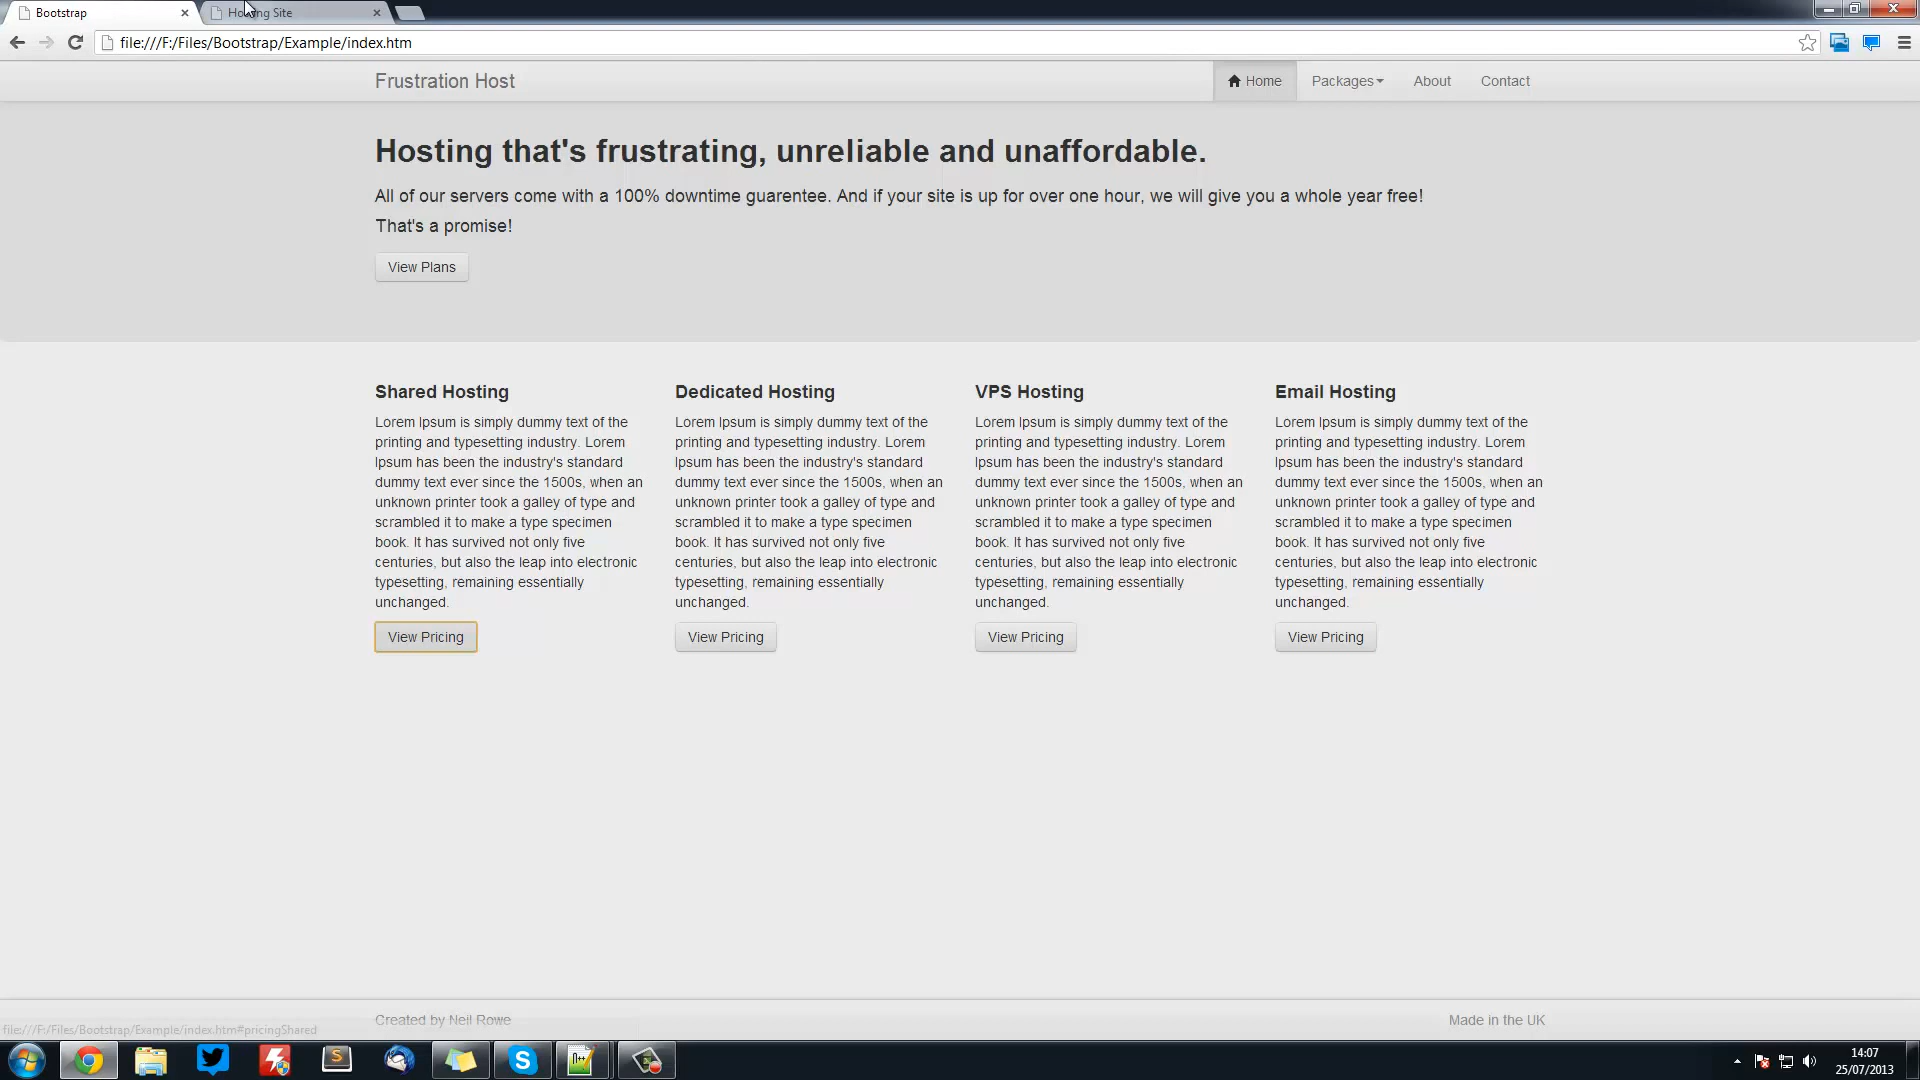 Bootstrap
Hosting Site
file:///F:/Files/Bootstrap/Example/index.htm
Frustration Host
Home
Packages
About
Contact
Hosting that's frustrating, unreliable and unaffordable.
All of our servers come with a 100% downtime guarentee. And if your site is up for over one hour, we will give you a whole year free!
That's a promise!
View Plans
Shared Hosting
Lorem Ipsum is simply dummy text of the
printing and typesetting industry. Lorem
Ipsum has been the industry's standard
dummy text ever since the 1500s, when an
unknown printer took a galley of type and
scrambled it to make a type specimen
book. It has survived not only five
centuries, but also the leap into electronic
typesetting, remaining essentially
unchanged.
View Pricing
Dedicated Hosting
Lorem Ipsum is simply dummy text of the
printing and typesetting industry. Lorem
Ipsum has been the industry's standard
dummy text ever since the 1500s, when an
unknown printer took a galley of type and
scrambled it to make a type specimen
book. It has survived not only five
centuries, but also the leap into electronic
typesetting, remaining essentially
unchanged.
View Pricing
VPS Hosting
Lorem Ipsum is simply dummy text of the
printing and typesetting industry. Lorem
Ipsum has been the industry's standard
dummy text ever since the 1500s, when an
unknown printer took a galley of type and
scrambled it to make a type specimen
book. It has survived not only five
centuries, but also the leap into electronic
typesetting, remaining essentially
unchanged.
View Pricing
Email Hosting
Lorem Ipsum is simply dummy text of the
printing and typesetting industry. Lorem
Ipsum has been the industry's standard
dummy text ever since the 1500s, when an
unknown printer took a galley of type and
scrambled it to make a type specimen
book. It has survived not only five
centuries, but also the leap into electronic
typesetting, remaining essentially
unchanged.
View Pricing
Created by Neil Rowe
Made in the UK
file:///F:/Files/Bootstrap/Example/index.htm#pricingShared
14:07
25/07/2013